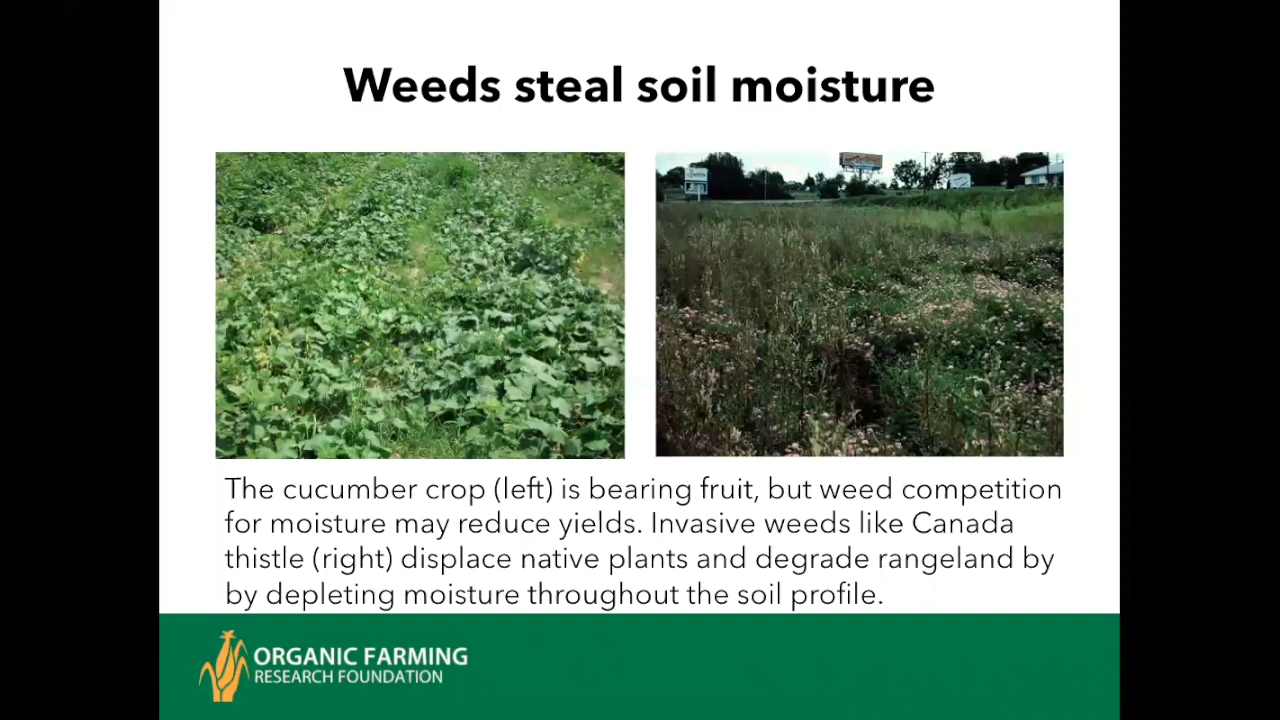 Weeds steal soil moisture
The cucumber crop (left) is bearing fruit, but weed competition
for moisture may reduce yields. Invasive weeds like Canada
thistle (right) displace native plants and degrade rangeland by
by depleting moisture throughout the soil profile.
ORGANIC FARMING
RESEARCH FOUNDATION